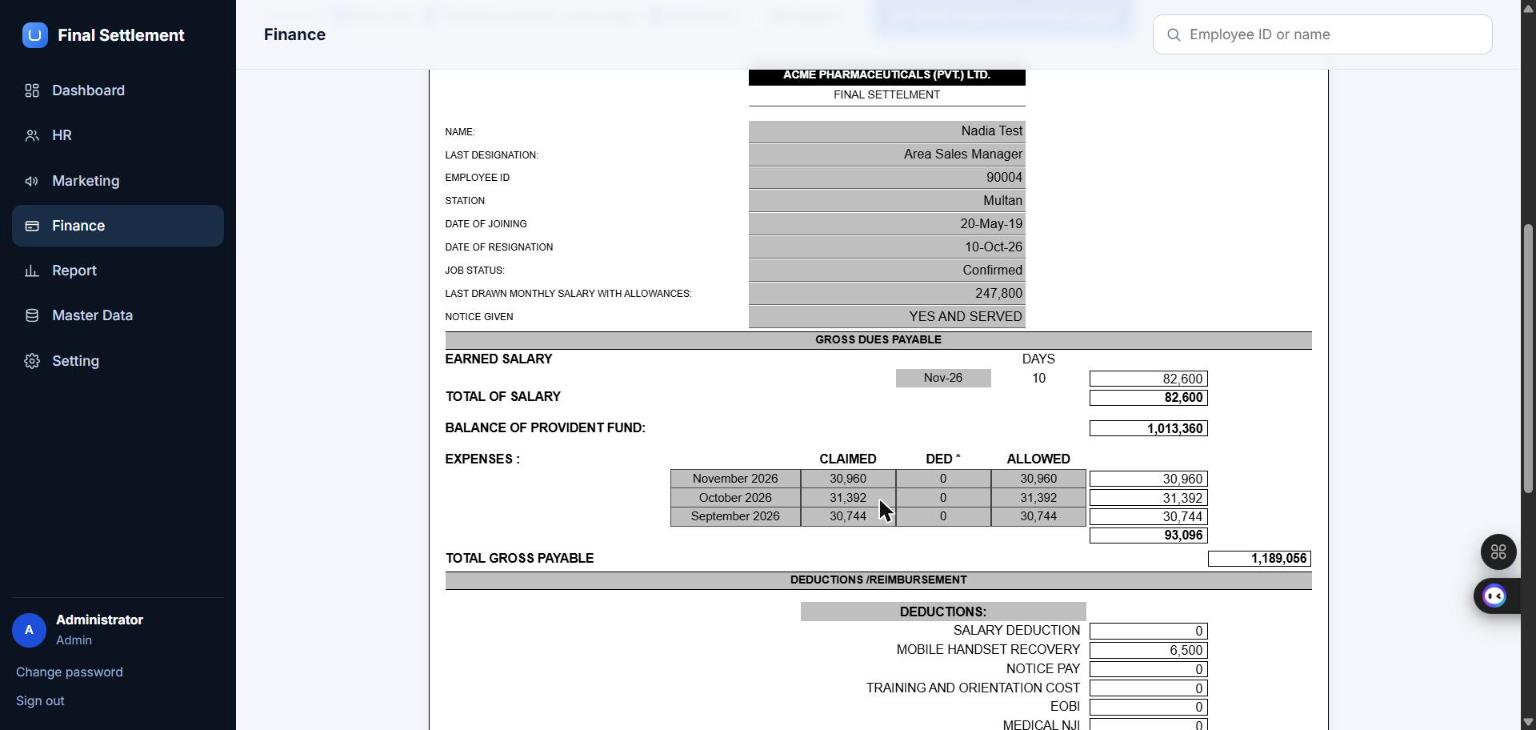 Final Settlement
Finance
Employee ID or name
Dashboard
HR
Marketing
Finance
Report
Master Data
Setting
A
Administrator
Admin
Change password
Sign out
ACME PHARMACEUTICALS (PVT.) LTD.
FINAL SETTELMENT
NAME: Nadia Test
LAST DESIGNATION: Area Sales Manager
EMPLOYEE ID 90004
STATION Multan
DATE OF JOINING 20-May-19
DATE OF RESIGNATION 10-Oct-26
JOB STATUS: Confirmed
LAST DRAWN MONTHLY SALARY WITH ALLOWANCES: 247,800
NOTICE GIVEN YES AND SERVED
GROSS DUES PAYABLE
EARNED SALARY DAYS
Nov-26 10 82,600
TOTAL OF SALARY 82,600
BALANCE OF PROVIDENT FUND: 1,013,360
EXPENSES : CLAIMED DED * ALLOWED
November 2026 30,960 0 30,960 30,960
October 2026 31,392 0 31,392 31,392
September 2026 30,744 0 30,744 30,744
93,096
TOTAL GROSS PAYABLE 1,189,056
DEDUCTIONS /REIMBURSEMENT
DEDUCTIONS:
SALARY DEDUCTION 0
MOBILE HANDSET RECOVERY 6,500
NOTICE PAY 0
TRAINING AND ORIENTATION COST 0
EOBI 0
MEDICAL NJI 0